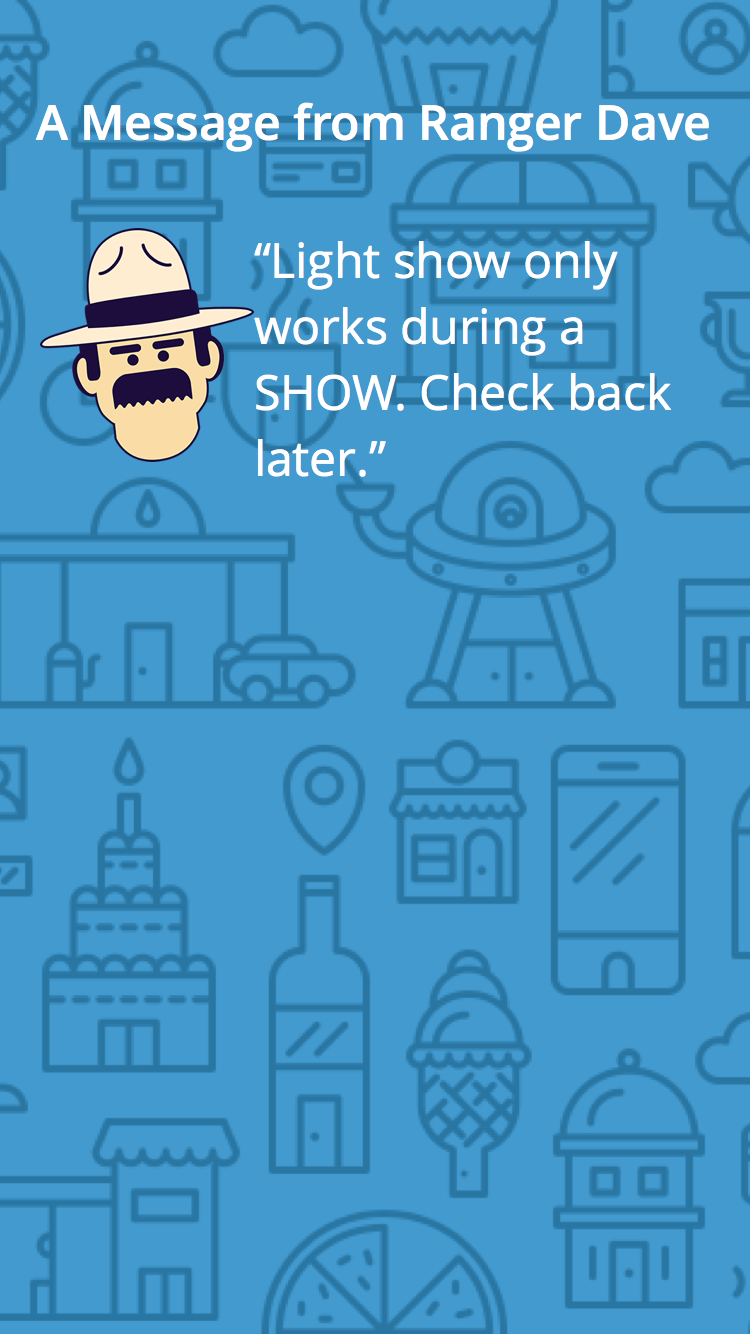 A Message from Ranger Dave
“Light show only
works during a
SHOW. Check back
later.”